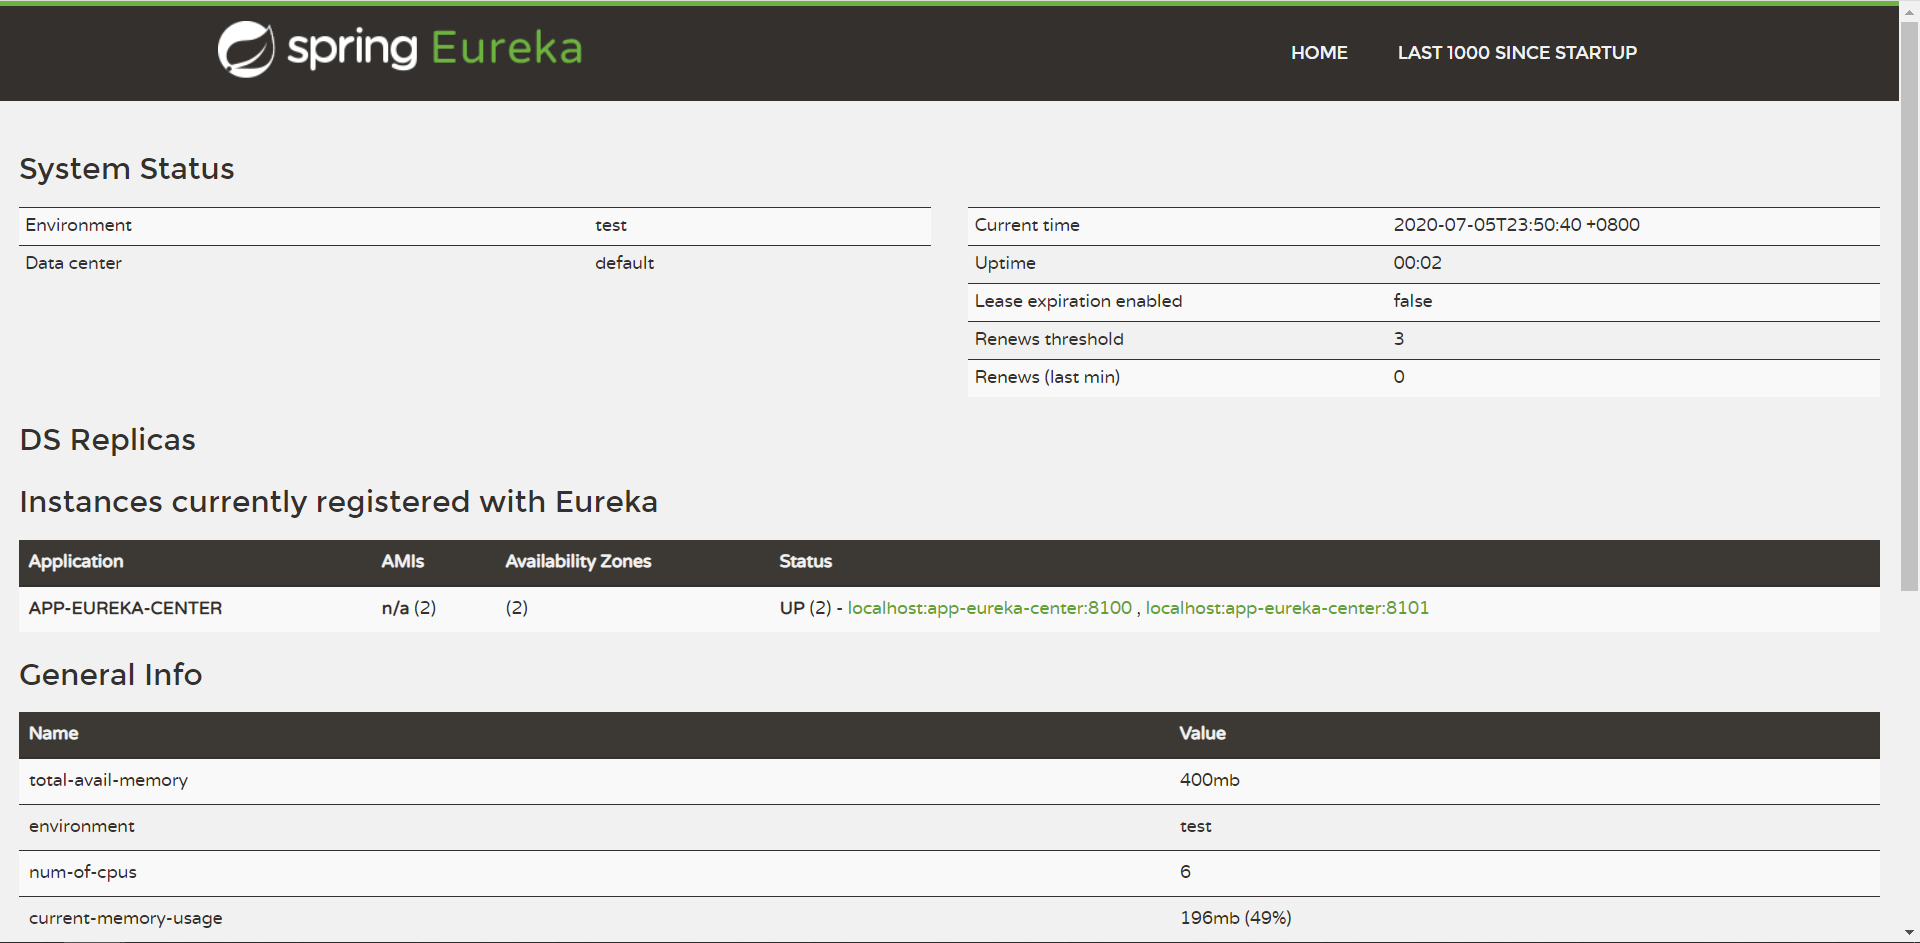 spring Eureka
HOME LAST 1000 SINCE STARTUP
System Status
Environment test
Data center default
Current time 2020-07-05T23:50:40 +0800
Uptime 00:02
Lease expiration enabled false
Renews threshold 3
Renews (last min) 0
DS Replicas
Instances currently registered with Eureka
Application AMIs Availability Zones Status
APP-EUREKA-CENTER n/a (2) (2) UP (2) - localhost:app-eureka-center:8100 , localhost:app-eureka-center:8101
General Info
Name Value
total-avail-memory 400mb
environment test
num-of-cpus 6
current-memory-usage 196mb (49%)